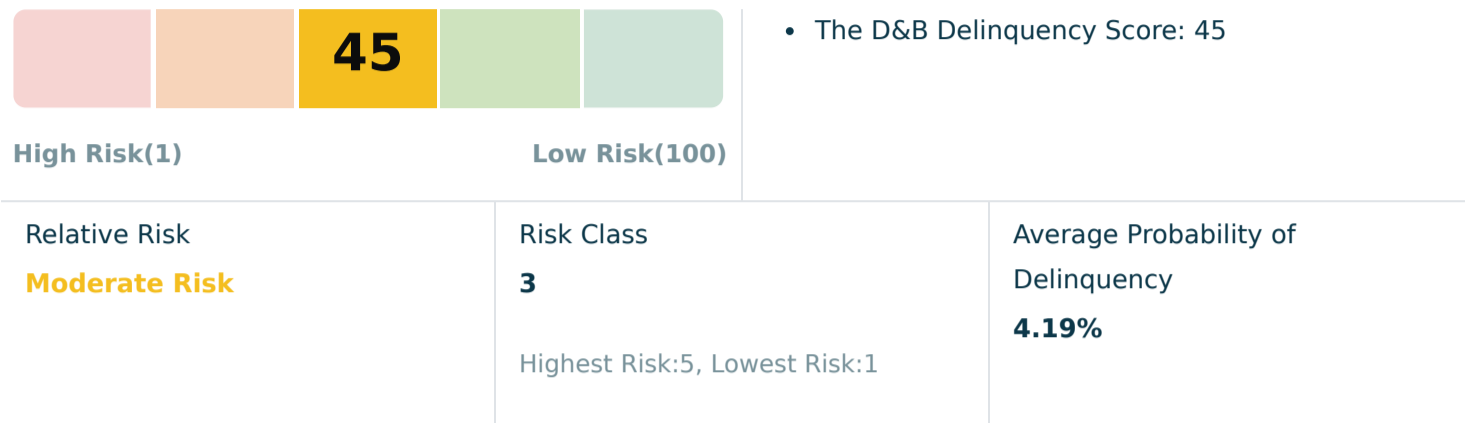 45
High Risk(1)
Low Risk(100)
• The D&B Delinquency Score: 45
Relative Risk
Moderate Risk
Risk Class
3
Highest Risk:5, Lowest Risk:1
Average Probability of
Delinquency
4.19%